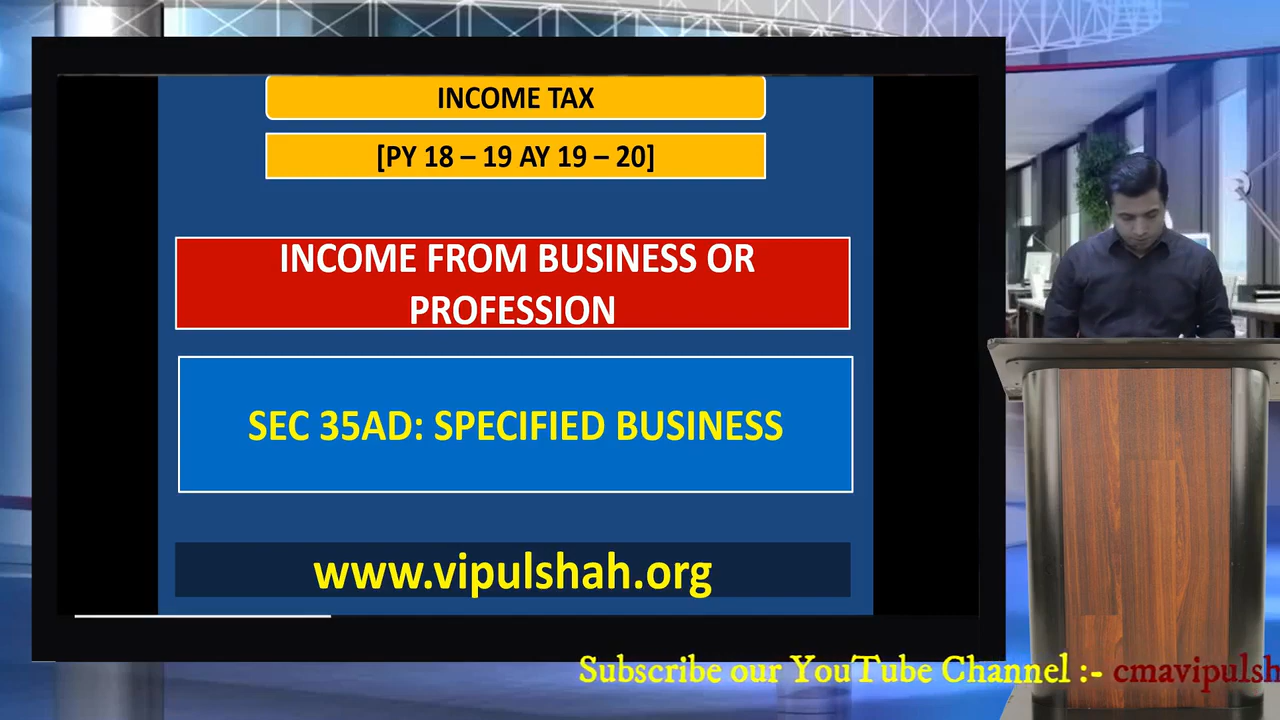 INCOME TAX
[PY 18 – 19 AY 19 – 20]
INCOME FROM BUSINESS OR
PROFESSION
SEC 35AD: SPECIFIED BUSINESS
www.vipulshah.org
Subscribe our YouTube Channel :- cmavipulsh